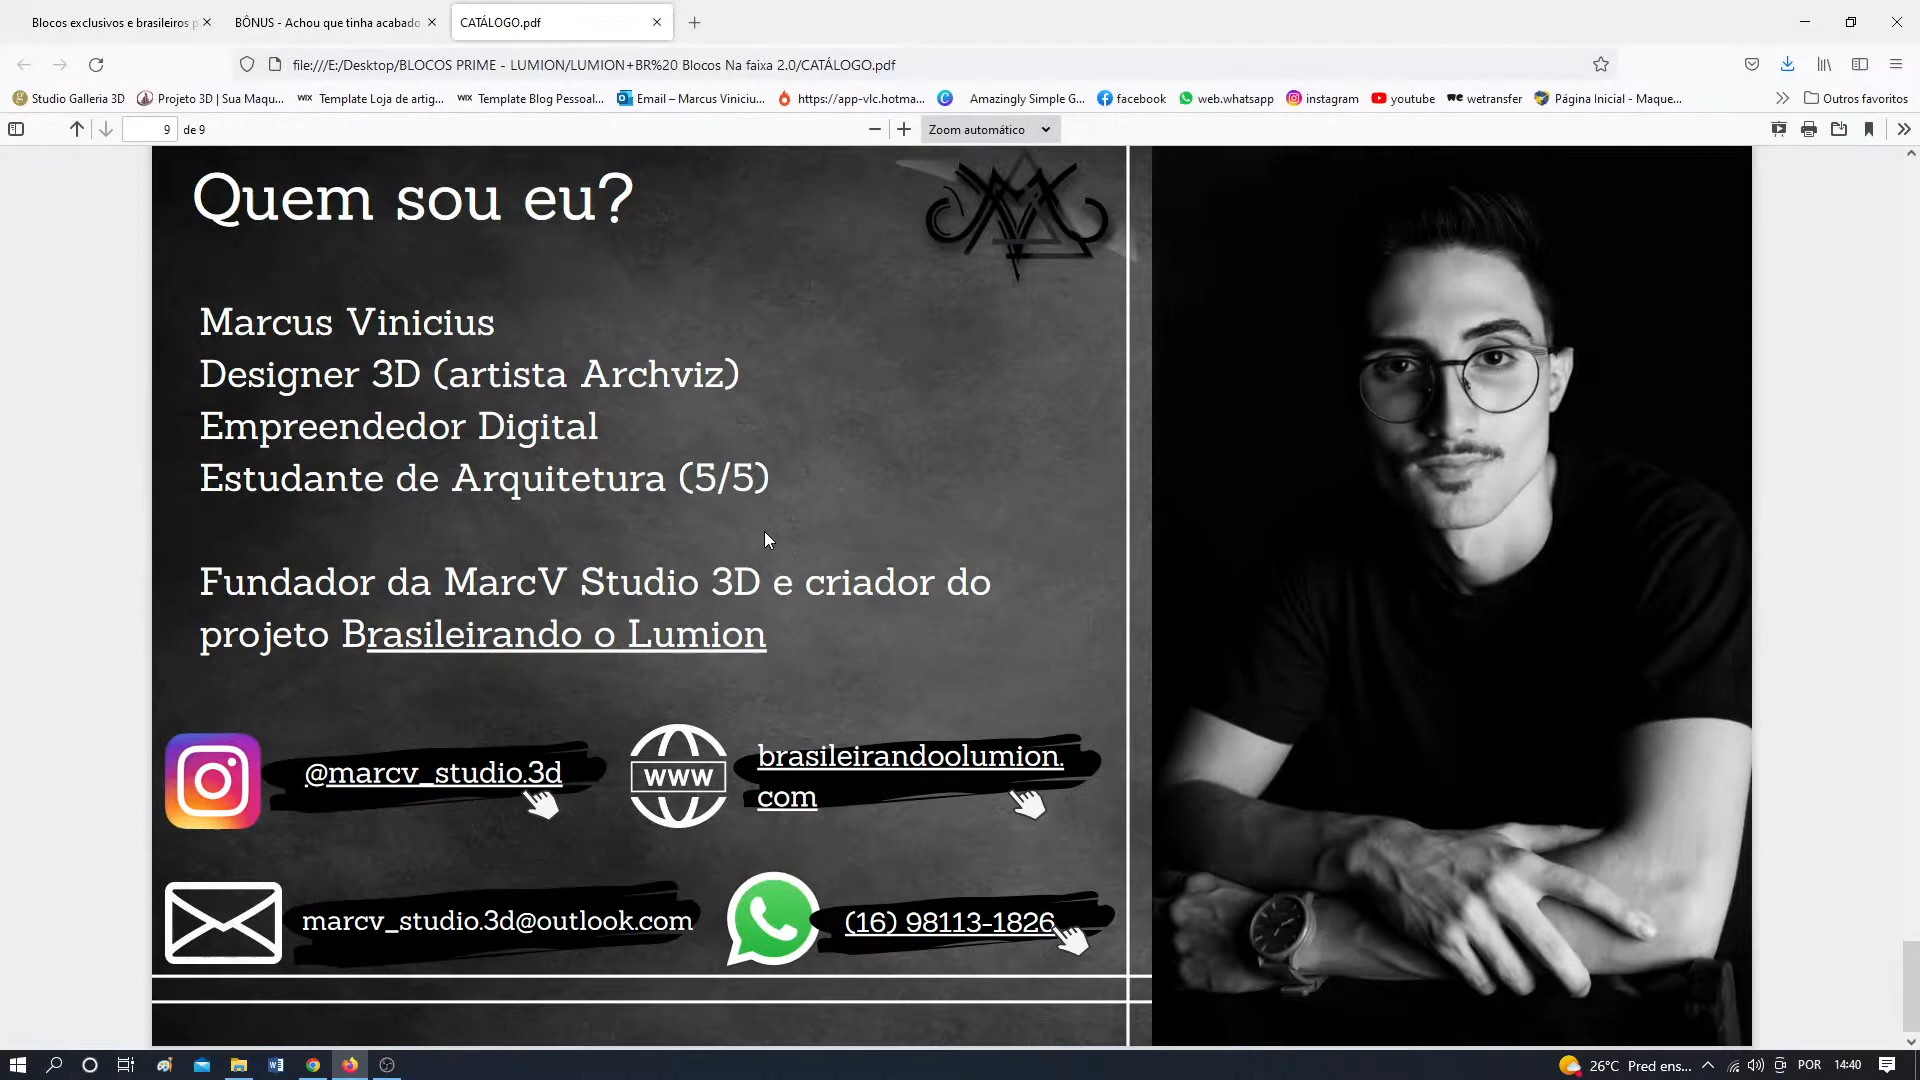 Blocos exclusivos e brasileiros p
BÔNUS - Achou que tinha acabado
CATÁLOGO.pdf
file:///E:/Desktop/BLOCOS PRIME - LUMION/LUMION+BR%20 Blocos Na faixa 2.0/CATÁLOGO.pdf
Studio Galleria 3D
Projeto 3D | Sua Maqu...
WIX Template Loja de artig...
WIX Template Blog Pessoal...
Email – Marcus Viniciu...
https://app-vlc.hotma...
Amazingly Simple G...
facebook
web.whatsapp
instagram
youtube
we wetransfer
Página Inicial - Maque...
Outros favoritos
9 de 9
Zoom automático
Quem sou eu?
Marcus Vinicius
Designer 3D (artista Archviz)
Empreendedor Digital
Estudante de Arquitetura (5/5)
Fundador da MarcV Studio 3D e criador do
projeto Brasileirando o Lumion
@marcv_studio.3d
WWW
brasileirandoolumion.
com
marcv_studio.3d@outlook.com
(16) 98113-1826
26°C Pred ens...
POR
14:40